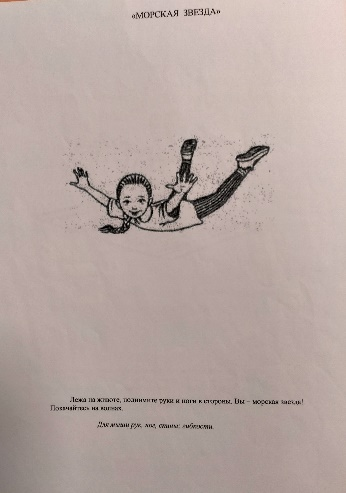 «МОРСКАЯ ЗВЕЗДА»
Лежа на животе, поднимите руки и ноги в стороны. Вы – морская звезда!
Покачайтесь на волнах.
Для мышц рук, ног, спины; гибкости.